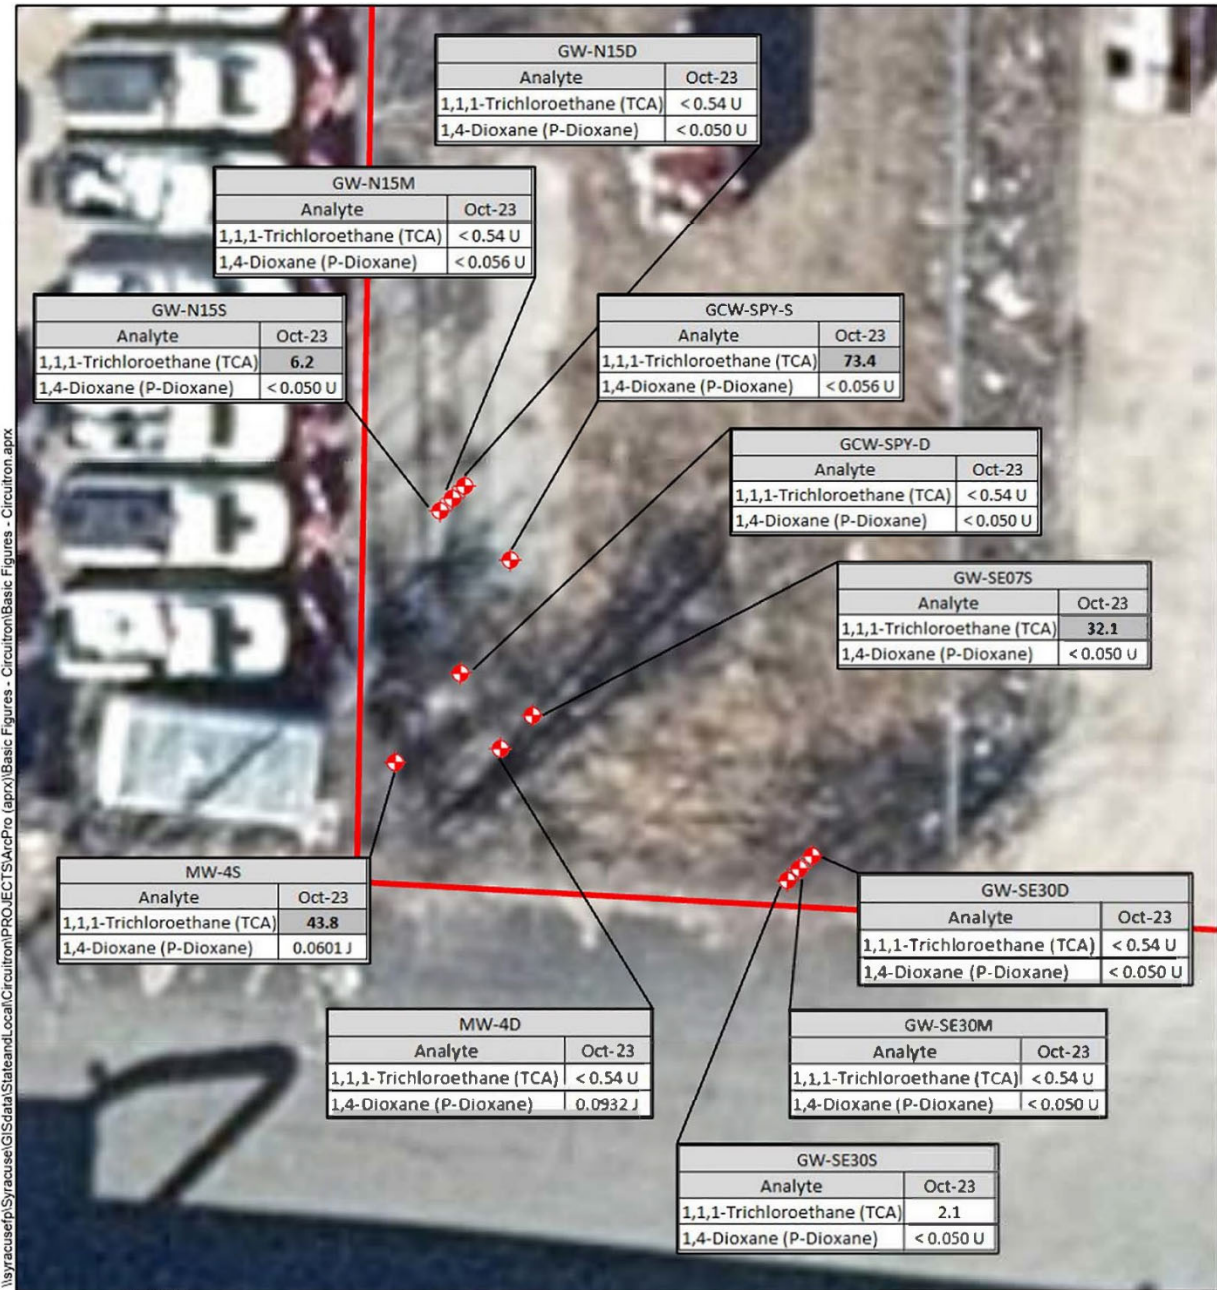 GW-N15D
Analyte Oct-23
1,1,1-Trichloroethane (TCA) < 0.54 U
1,4-Dioxane (P-Dioxane) < 0.050 U
GW-N15M
Analyte Oct-23
1,1,1-Trichloroethane (TCA) < 0.54 U
1,4-Dioxane (P-Dioxane) < 0.056 U
GW-N15S
Analyte Oct-23
1,1,1-Trichloroethane (TCA) 6.2
1,4-Dioxane (P-Dioxane) < 0.050 U
GCW-SPY-S
Analyte Oct-23
1,1,1-Trichloroethane (TCA) 73.4
1,4-Dioxane (P-Dioxane) < 0.056 U
GCW-SPY-D
Analyte Oct-23
1,1,1-Trichloroethane (TCA) < 0.54 U
1,4-Dioxane (P-Dioxane) < 0.050 U
GW-SE07S
Analyte Oct-23
1,1,1-Trichloroethane (TCA) 32.1
1,4-Dioxane (P-Dioxane) < 0.050 U
MW-4S
Analyte Oct-23
1,1,1-Trichloroethane (TCA) 43.8
1,4-Dioxane (P-Dioxane) 0.0601 J
GW-SE30D
Analyte Oct-23
1,1,1-Trichloroethane (TCA) < 0.54 U
1,4-Dioxane (P-Dioxane) < 0.050 U
MW-4D
Analyte Oct-23
1,1,1-Trichloroethane (TCA) < 0.54 U
1,4-Dioxane (P-Dioxane) 0.0932 J
GW-SE30M
Analyte Oct-23
1,1,1-Trichloroethane (TCA) < 0.54 U
1,4-Dioxane (P-Dioxane) < 0.050 U
GW-SE30S
Analyte Oct-23
1,1,1-Trichloroethane (TCA) 2.1
1,4-Dioxane (P-Dioxane) < 0.050 U
\\syracusefp\Syracuse\GISdata\StateandLocal\Circuitron\PROJECTS\ArcPro (aprx)\Basic Figures - Circuitron\Basic Figures - Circuitron.aprx